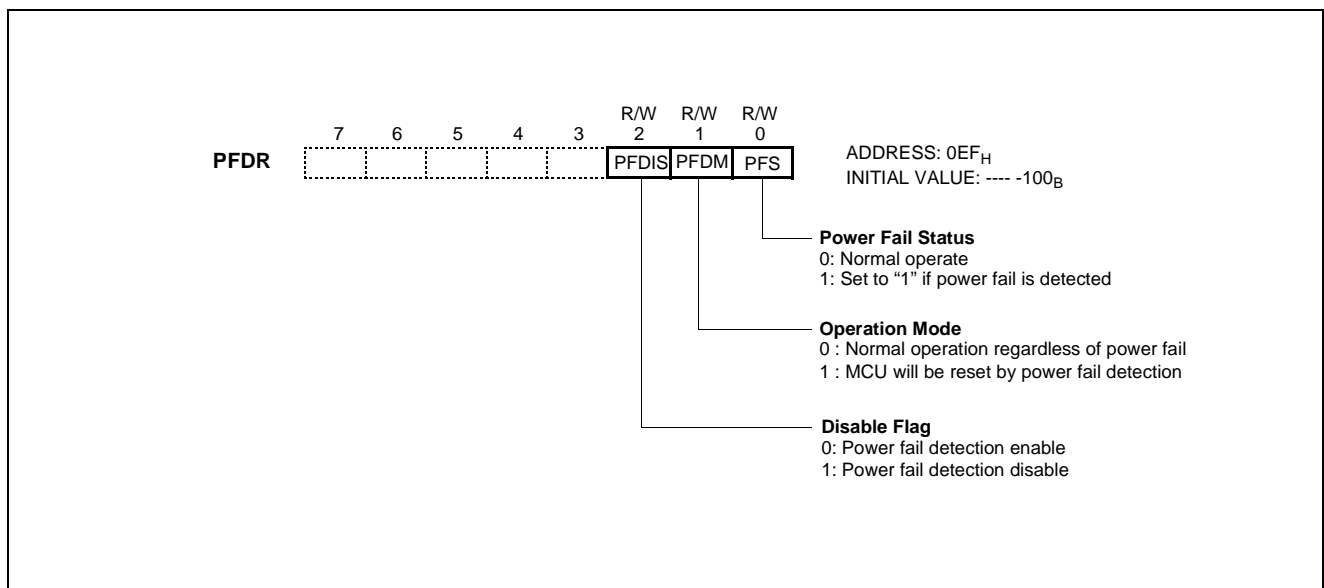 R/W R/W R/W
7 6 5 4 3 2 1 0
PFDR PFDIS PFDM PFS
ADDRESS: 0EFH
INITIAL VALUE: ---- -100B
Power Fail Status
0: Normal operate
1: Set to “1” if power fail is detected
Operation Mode
0 : Normal operation regardless of power fail
1 : MCU will be reset by power fail detection
Disable Flag
0: Power fail detection enable
1: Power fail detection disable